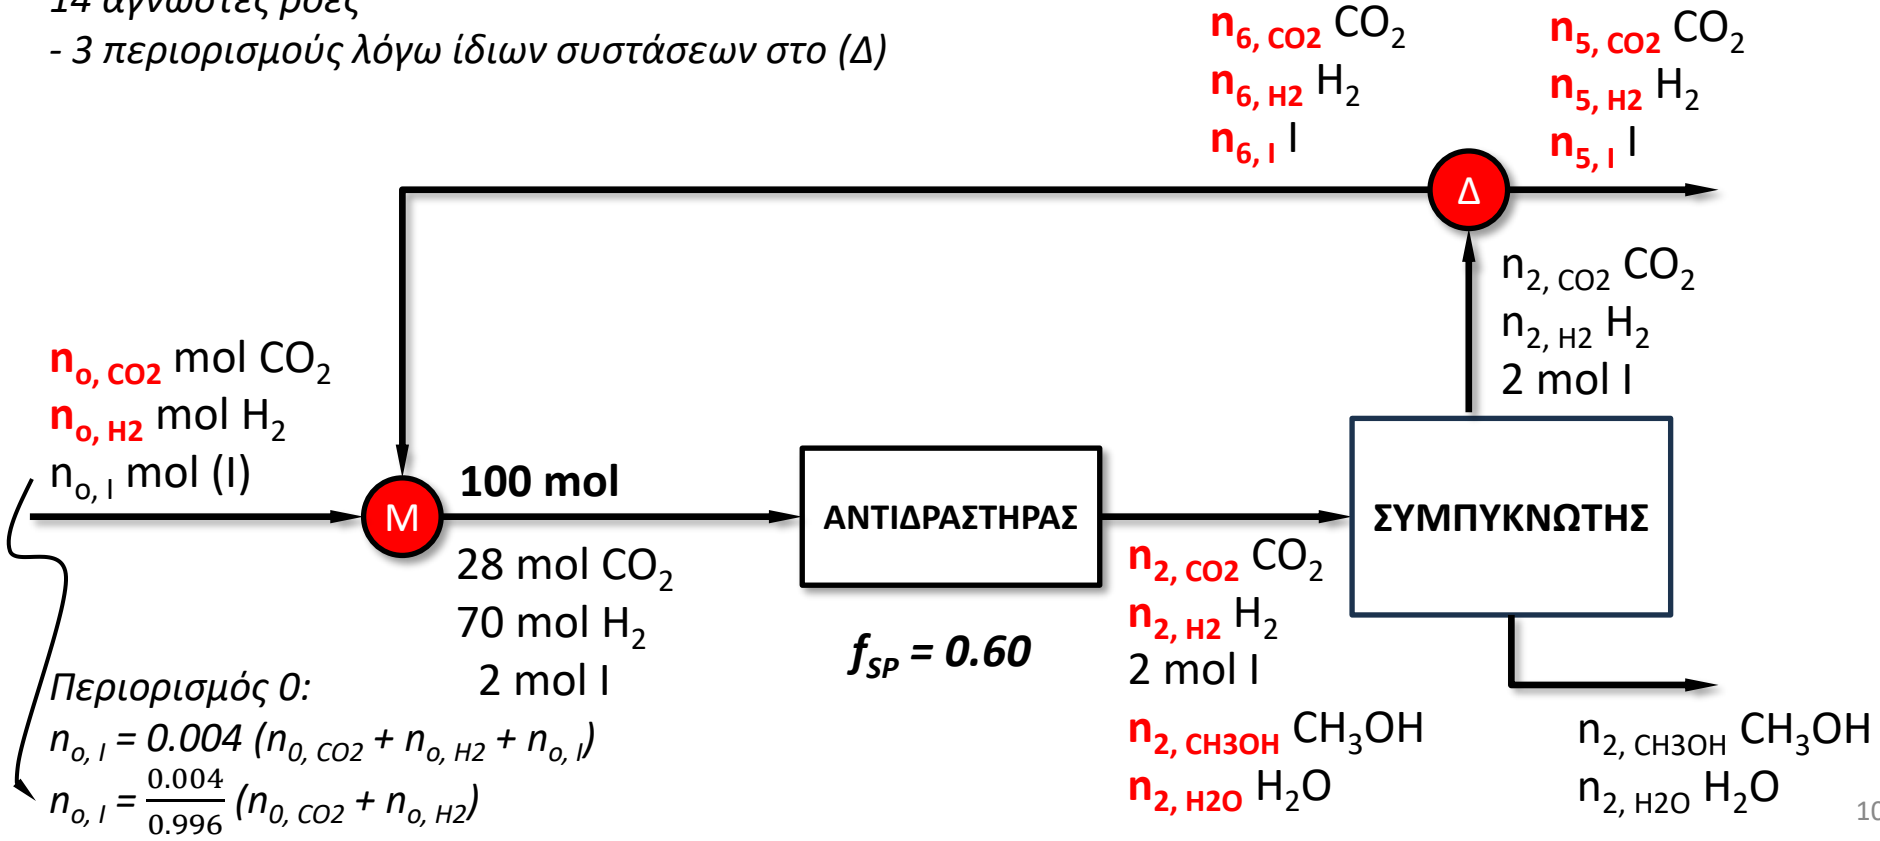 14 άγνωστες ροές
- 3 περιορισμούς λόγω ίδιων συστάσεων στο (Δ)
n6, CO2 CO2
n6, H2 H2
n6, I I
n5, CO2 CO2
n5, H2 H2
n5, I I
Δ
n2, CO2 CO2
n2, H2 H2
2 mol I
no, CO2 mol CO2
no, H2 mol H2
no, I mol (I)
M
100 mol
28 mol CO2
70 mol H2
2 mol I
ΑΝΤΙΔΡΑΣΤΗΡΑΣ
fSP = 0.60
ΣΥΜΠΥΚΝΩΤΗΣ
n2, CO2 CO2
n2, H2 H2
2 mol I
n2, CH3OH CH3OH
n2, H2O H2O
n2, CH3OH CH3OH
n2, H2O H2O
Περιορισμός 0:
no, I = 0.004 (n0, CO2 + no, H2 + no, I)
no, I = 0.004/0.996 (n0, CO2 + no, H2)